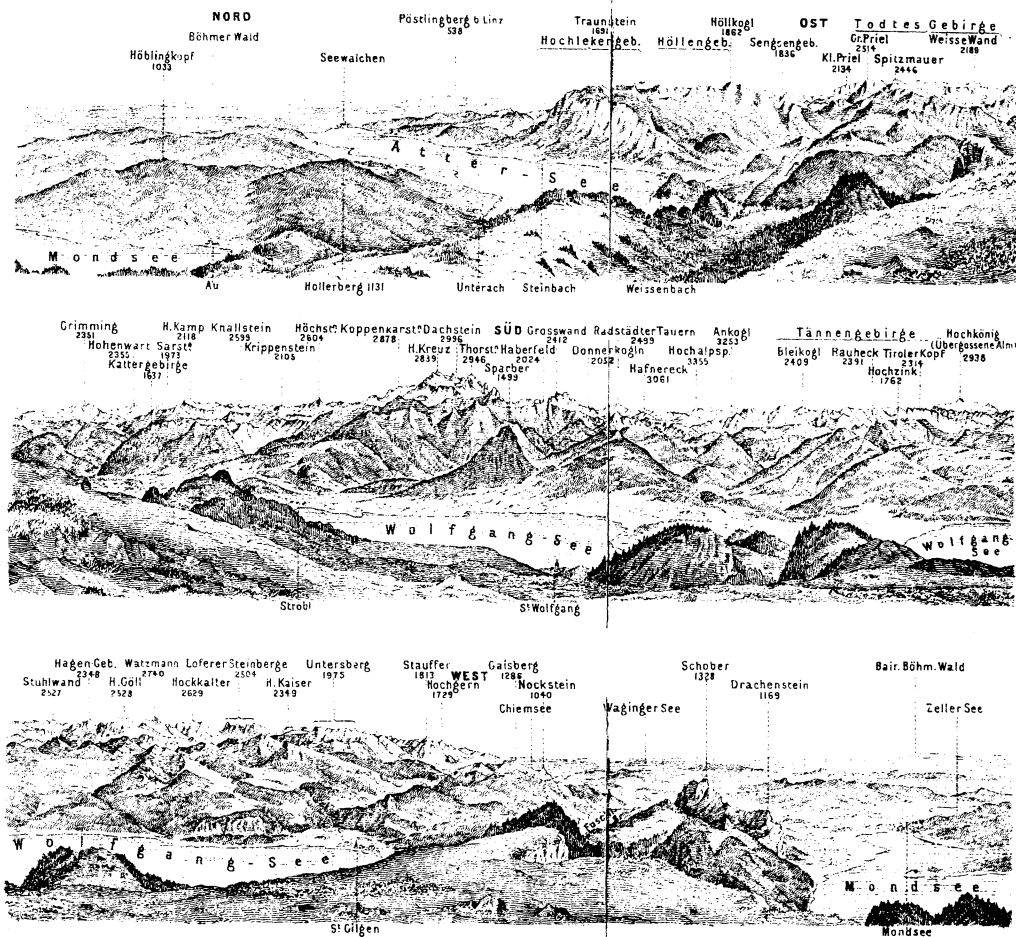 NORD
Böhmer Wald
Höblingkopf
1033
Seewalchen
Pöstlingberg b Linz
538
Traunstein
1691
Hochlekengeb.
Höllkogl
1862
Höllengeb.
Sengsengeb.
1836
OST
Todtes Gebirge
Gr.Priel
2514
Weisse Wand
2189
Kl.Priel
2134
Spitzmauer
2446
Atter-See
Mondsee
Au
Hollerberg 1131
Unterach
Steinbach
Weissenbach
Grimming
2351
Hohenwart
2355
Sarstn
1973
Kattergebirge
1637
H.Kamp
2118
Knallstein
2599
Krippenstein
2105
Höchstn
2604
Koppenkarstn
2878
H.Kreuz
2839
Dachstein
2996
Thorstn
2946
Sparber
1499
Haberfeld
2024
SÜD
Grosswand
2412
Donnerkogln
2052
Radstädter Tauern
2499
Hafnereck
3061
Hochalpsp.
3355
Ankogl
3253
Tännengebirge
Bleikogl
2409
Rauheck
2391
Tiroler Kopf
2314
Hochzink
1762
Hochkönig
(Übergossene Alm)
2938
Wolfgang-See
Wolfgang-
See
Strobl
St Wolfgang
Hagen-Geb.
2348
Stuhlwand
2527
Watzmann
2740
H.Göll
2528
Loferer Steinberge
2504
Hochkalter
2629
H.Kaiser
2349
Untersberg
1975
Stauffer
1813
Hochgern
1729
WEST
Gaisberg
1286
Nockstein
1040
Chiemsee
Waginger See
Schober
1328
Drachenstein
1169
Bair. Böhm. Wald
Zeller See
Wolfgang-See
Fuschl
Mondsee
St Gilgen
Mondsee